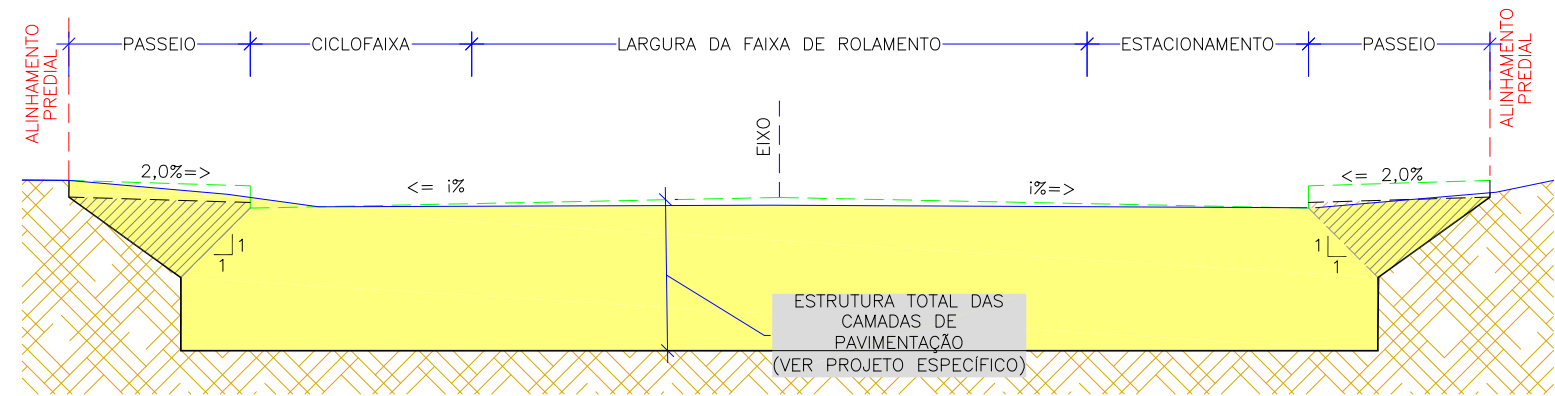 ALINHAMENTO
PREDIAL
PASSEIO
CICLOFAIXA
LARGURA DA FAIXA DE ROLAMENTO
ESTACIONAMENTO
PASSEIO
ALINHAMENTO
PREDIAL
EIXO
2,0%=>
<= i%
i%=>
<= 2,0%
1
1
1
1
ESTRUTURA TOTAL DAS
CAMADAS DE
PAVIMENTAÇÃO
(VER PROJETO ESPECÍFICO)